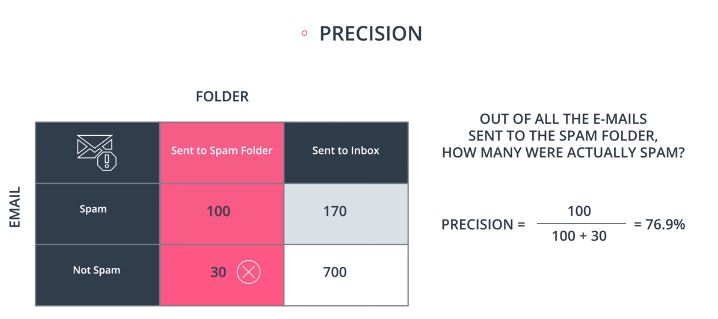 PRECISION
FOLDER
EMAIL
Sent to Spam Folder
Sent to Inbox
Spam
100
170
Not Spam
30
700
OUT OF ALL THE E-MAILS
SENT TO THE SPAM FOLDER,
HOW MANY WERE ACTUALLY SPAM?
PRECISION = 100 / 100 + 30 = 76.9%